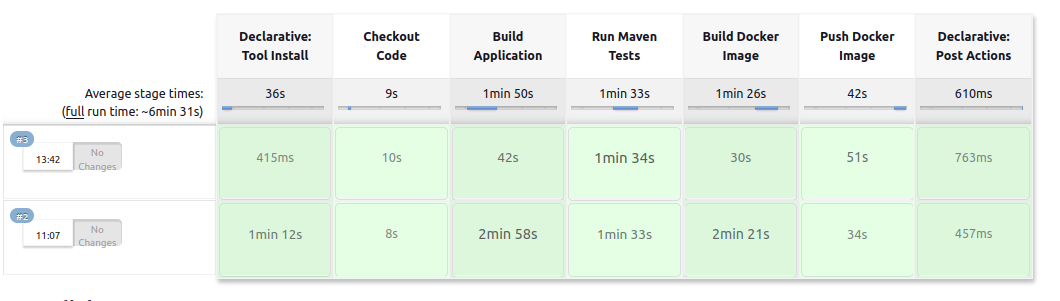 Declarative: Tool Install
Checkout Code
Build Application
Run Maven Tests
Build Docker Image
Push Docker Image
Declarative: Post Actions
Average stage times:
(full run time: ~6min 31s)
36s
9s
1min 50s
1min 33s
1min 26s
42s
610ms
#3
13:42
No
Changes
415ms
10s
42s
1min 34s
30s
51s
763ms
#2
11:07
No
Changes
1min 12s
8s
2min 58s
1min 33s
2min 21s
34s
457ms